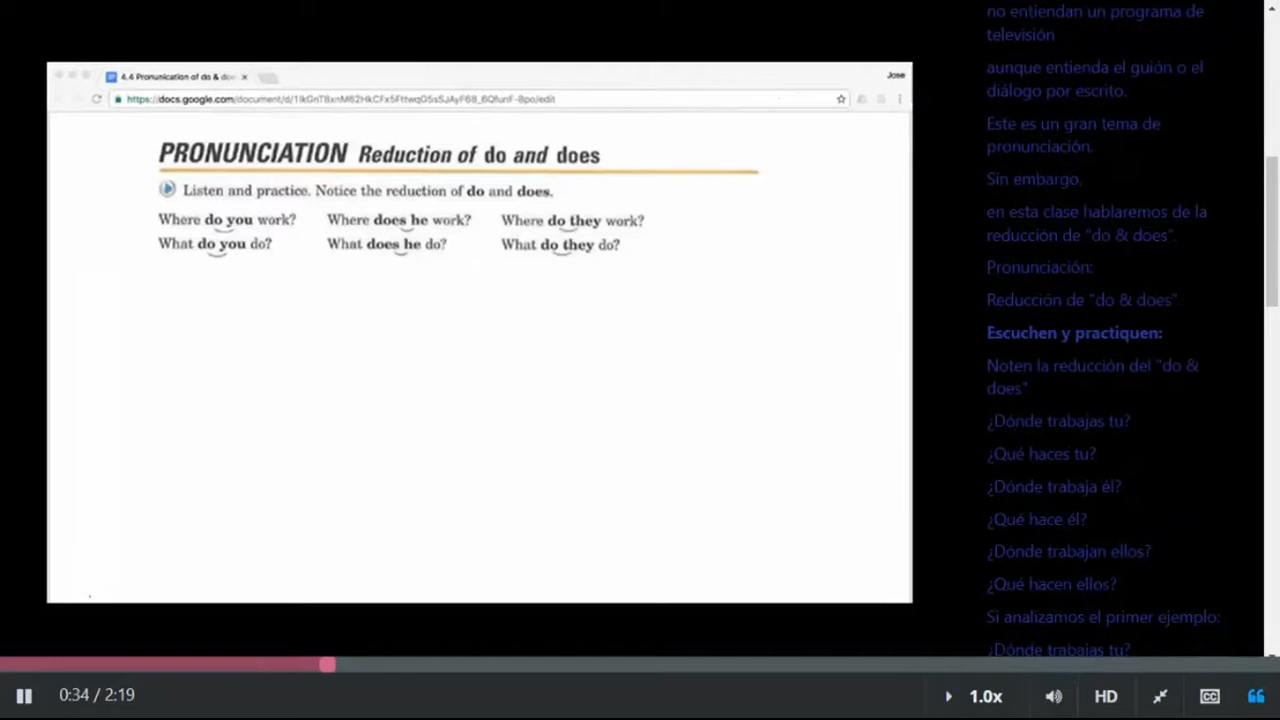 4.4 Pronunication of do & doe
Jose
PRONUNCIATION Reduction of do and does
Listen and practice. Notice the reduction of do and does.
Where do you work? Where does he work? Where do they work?
What do you do? What does he do? What do they do?
no entiendan un programa de
televisión
aunque entienda el guión o el
diálogo por escrito.
Este es un gran tema de
pronunciación.
Sin embargo,
en esta clase hablaremos de la
reducción de "do & does".
Pronunciación:
Reducción de "do & does".
Escuchen y practiquen:
Noten la reducción del "do &
does"
¿Dónde trabajas tu?
¿Qué haces tu?
¿Dónde trabaja él?
¿Qué hace él?
¿Dónde trabajan ellos?
¿Qué hacen ellos?
Si analizamos el primer ejemplo:
¿Dónde trabajas tu?
0:34 / 2:19
1.0x
HD
CC